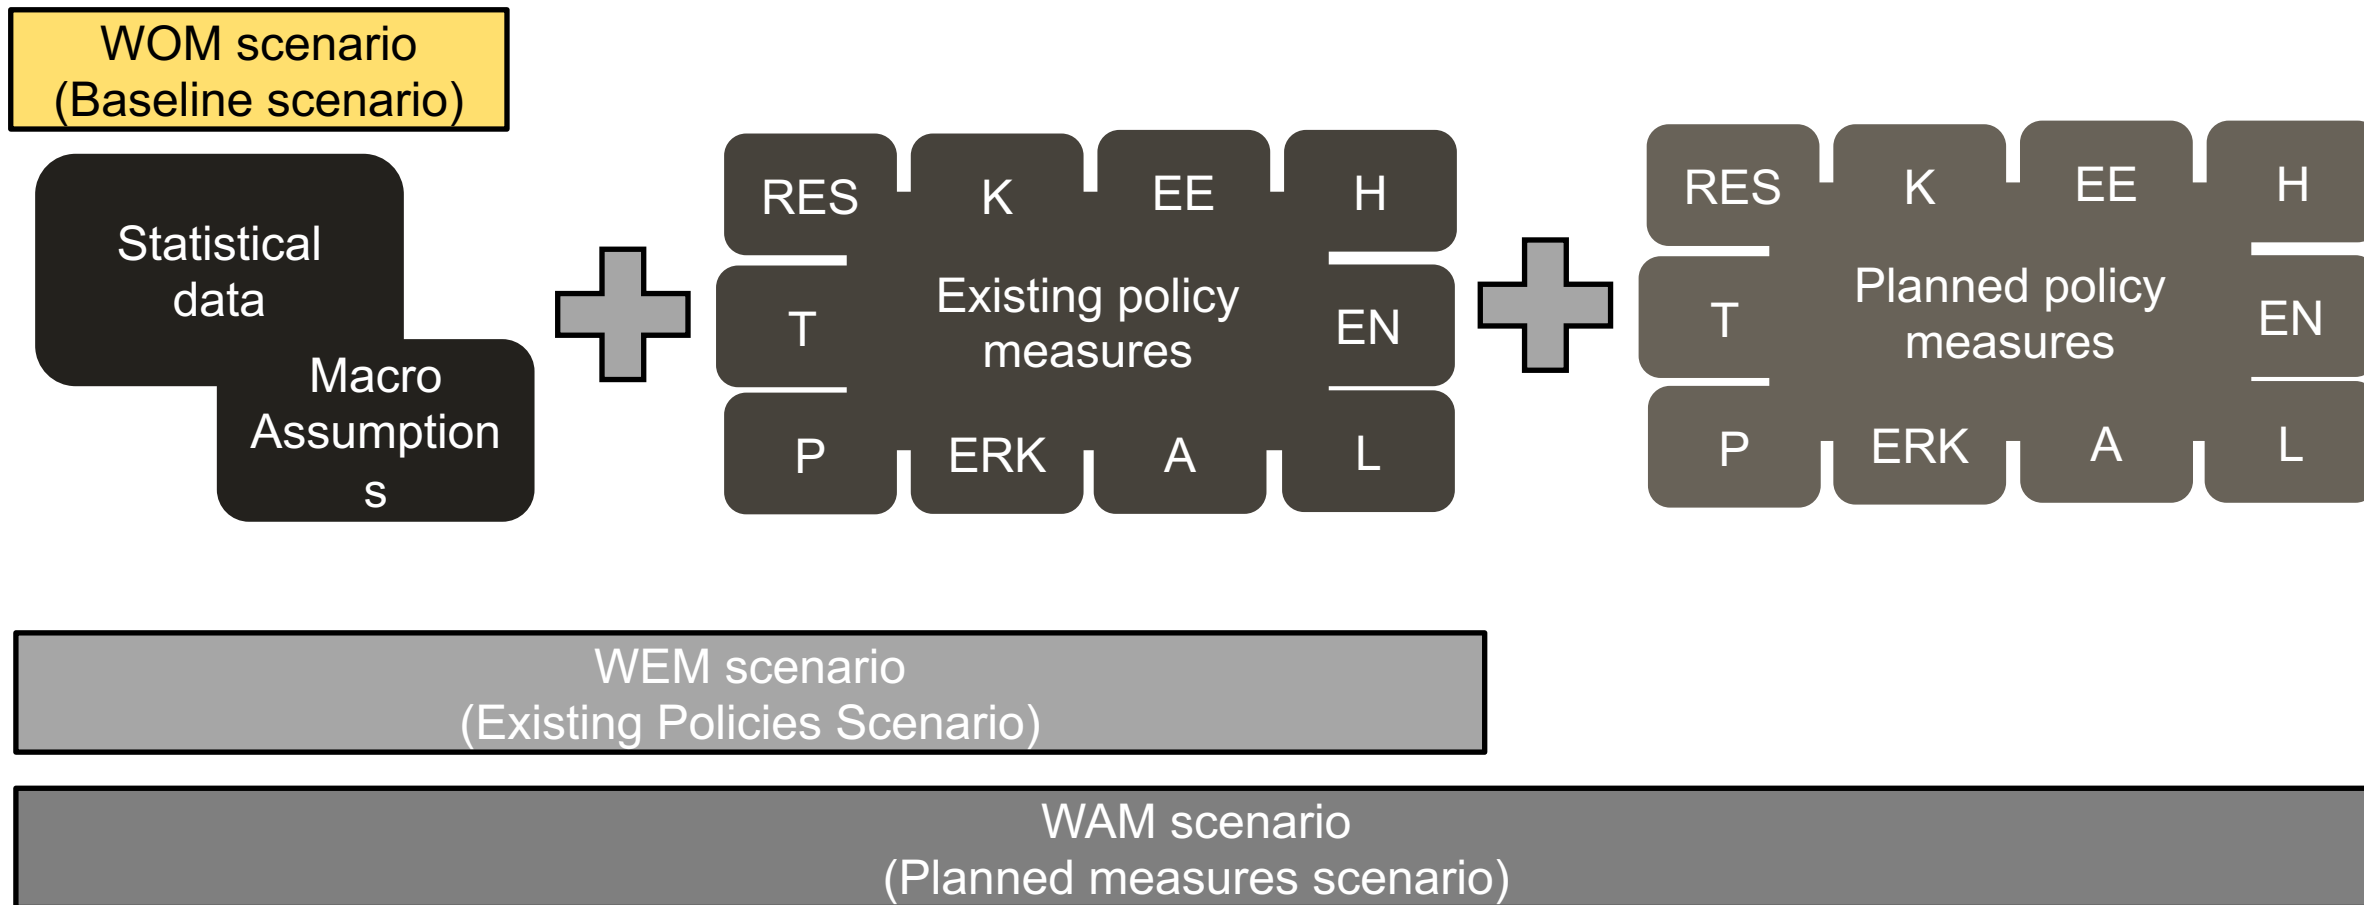 WOM scenario
(Baseline scenario)
Statistical
data
Macro
Assumption
s
RES
K
EE
H
T
Existing policy
measures
EN
P
ERK
A
L
RES
K
EE
H
T
Planned policy
measures
EN
P
ERK
A
L
WEM scenario
(Existing Policies Scenario)
WAM scenario
(Planned measures scenario)